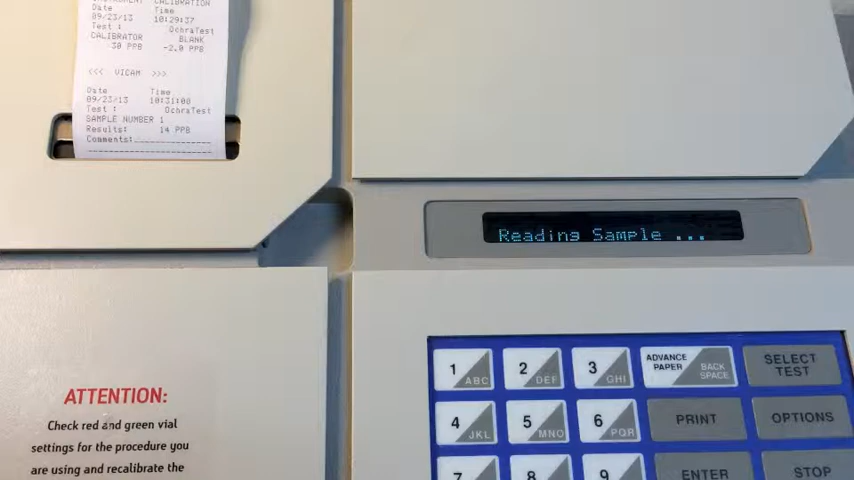 CALIBRATION
Date Time
09/23/13 10:29:37
Test : OchraTest
CALIBRATOR BLANK
30 PPB -2.0 PPB
<<< VICAM >>>
Date Time
09/23/13 10:31:00
Test : OchraTest
SAMPLE NUMBER 1
Results: 14 PPB
Comments:
Reading Sample ...
ATTENTION:
Check red and green vial
settings for the procedure you
are using and recalibrate the
1 ABC 2 DEF 3 GHI ADVANCE PAPER BACK SPACE SELECT TEST
4 JKL 5 MNO 6 PQR PRINT OPTIONS
7 8 9 ENTER STOP